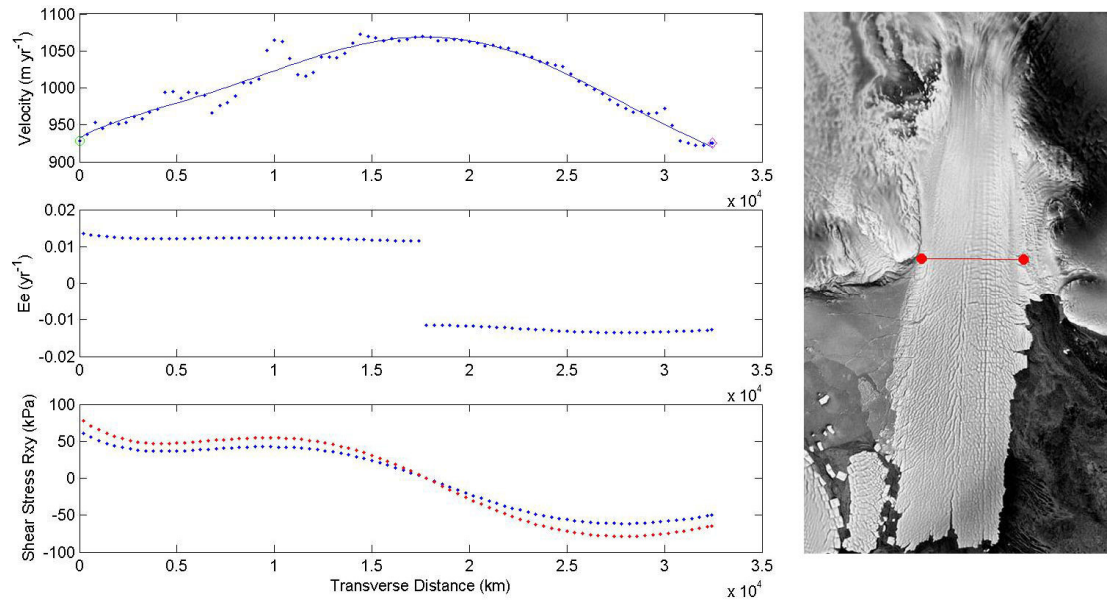 1100
1050
1000
950
900
Velocity (m yr-1)
0 0.5 1 1.5 2 2.5 3 3.5
x 10^4
0.02
0.01
0
-0.01
-0.02
Ee (yr-1)
0 0.5 1 1.5 2 2.5 3 3.5
x 10^4
100
50
0
-50
-100
Shear Stress Rxy (kPa)
0 0.5 1 1.5 2 2.5 3 3.5
Transverse Distance (km)
x 10^4